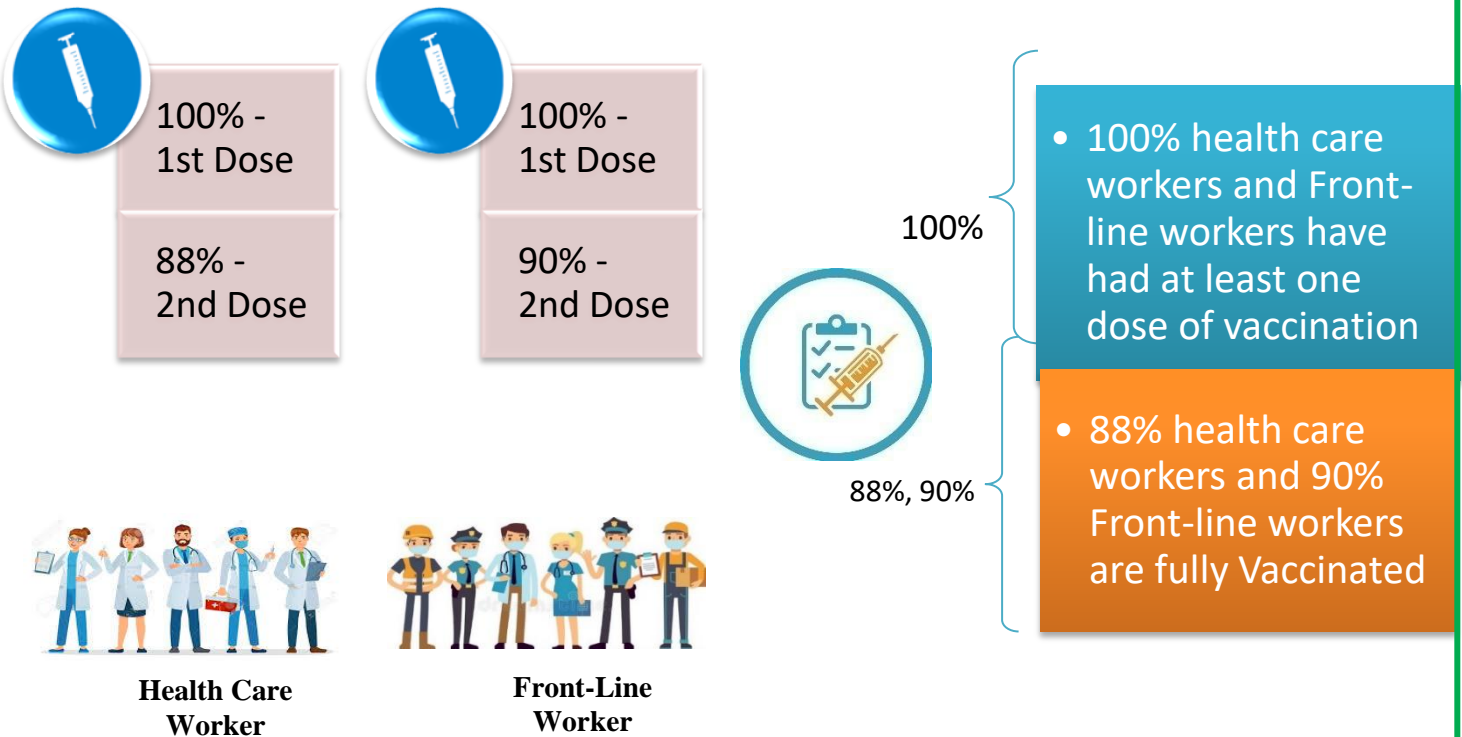 100% -
1st Dose
88% -
2nd Dose
Health Care
Worker
100% -
1st Dose
90% -
2nd Dose
Front-Line
Worker
100%
88%, 90%
• 100% health care
workers and Front-
line workers have
had at least one
dose of vaccination
• 88% health care
workers and 90%
Front-line workers
are fully Vaccinated